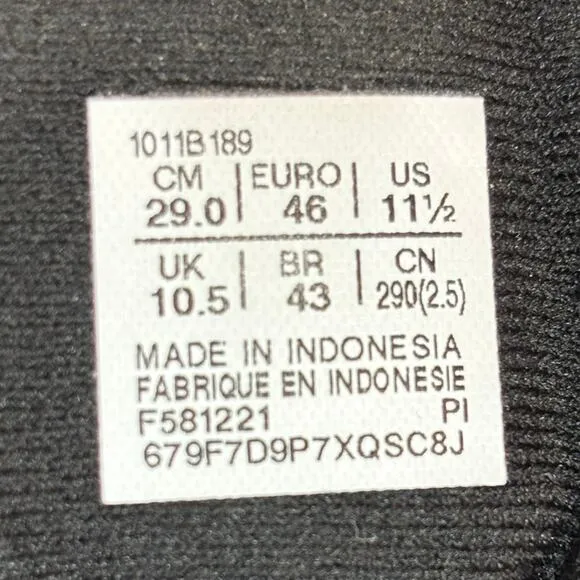 1011B189
CM | EURO | US
29.0 | 46 | 11½
UK | BR | CN
10.5 | 43 | 290(2.5)
MADE IN INDONESIA
FABRIQUE EN INDONESIE
F581221 PI
679F7D9P7XQSC8J